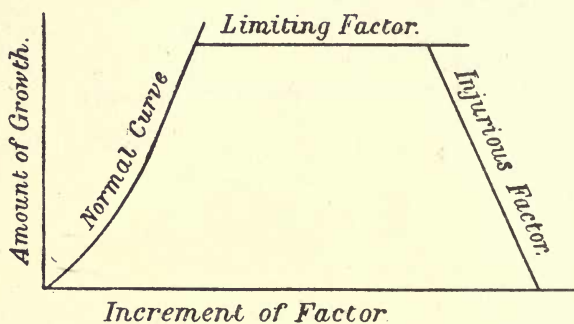 Limiting Factor.
Amount of Growth.
Normal Curve
Injurious Factor.
Increment of Factor